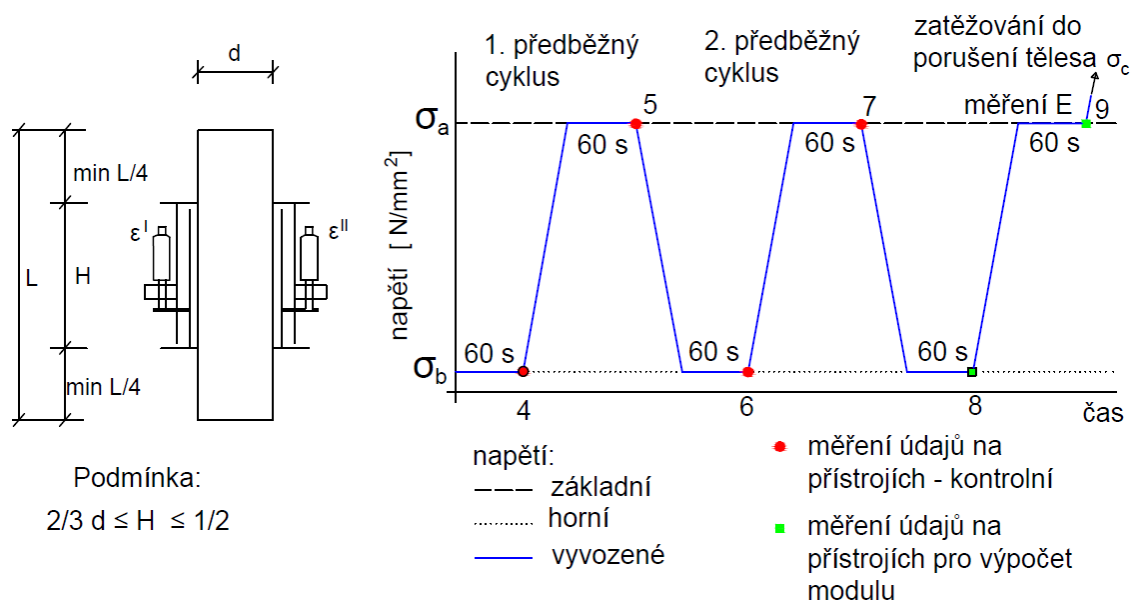 d
min L/4
ε I
ε II
L
H
min L/4
Podmínka:
2/3 d ≤ H ≤ 1/2
1. předběžný
cyklus
2. předběžný
cyklus
zatěžování do
porušení tělesa σc
5
7
měření E
9
σa
60 s
60 s
60 s
napětí [ N/mm²]
60 s
60 s
60 s
σb
4
6
8
čas
napětí:
základní
horní
vyvozené
měření údajů na
přístrojích - kontrolní
měření údajů na
přístrojích pro výpočet
modulu